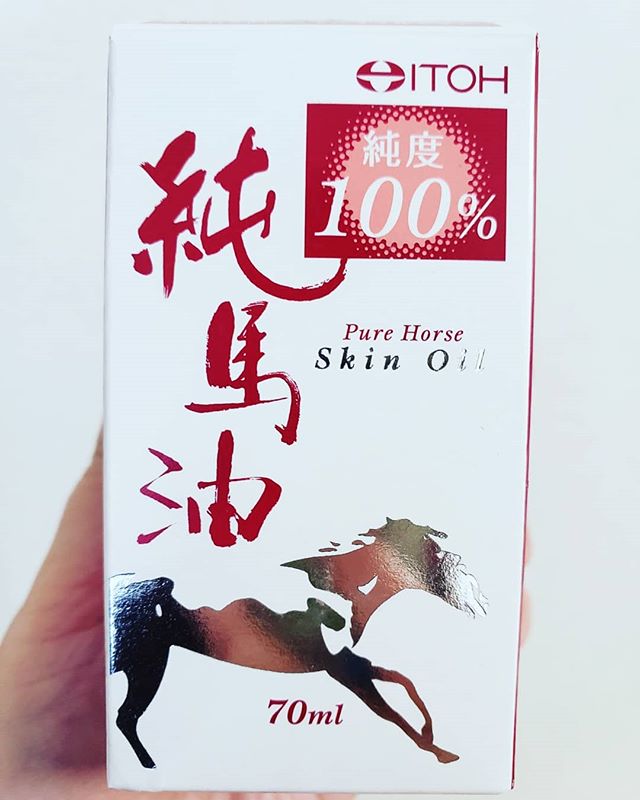 ITOH
純度
100%
純馬油
Pure Horse
Skin Oil
70ml